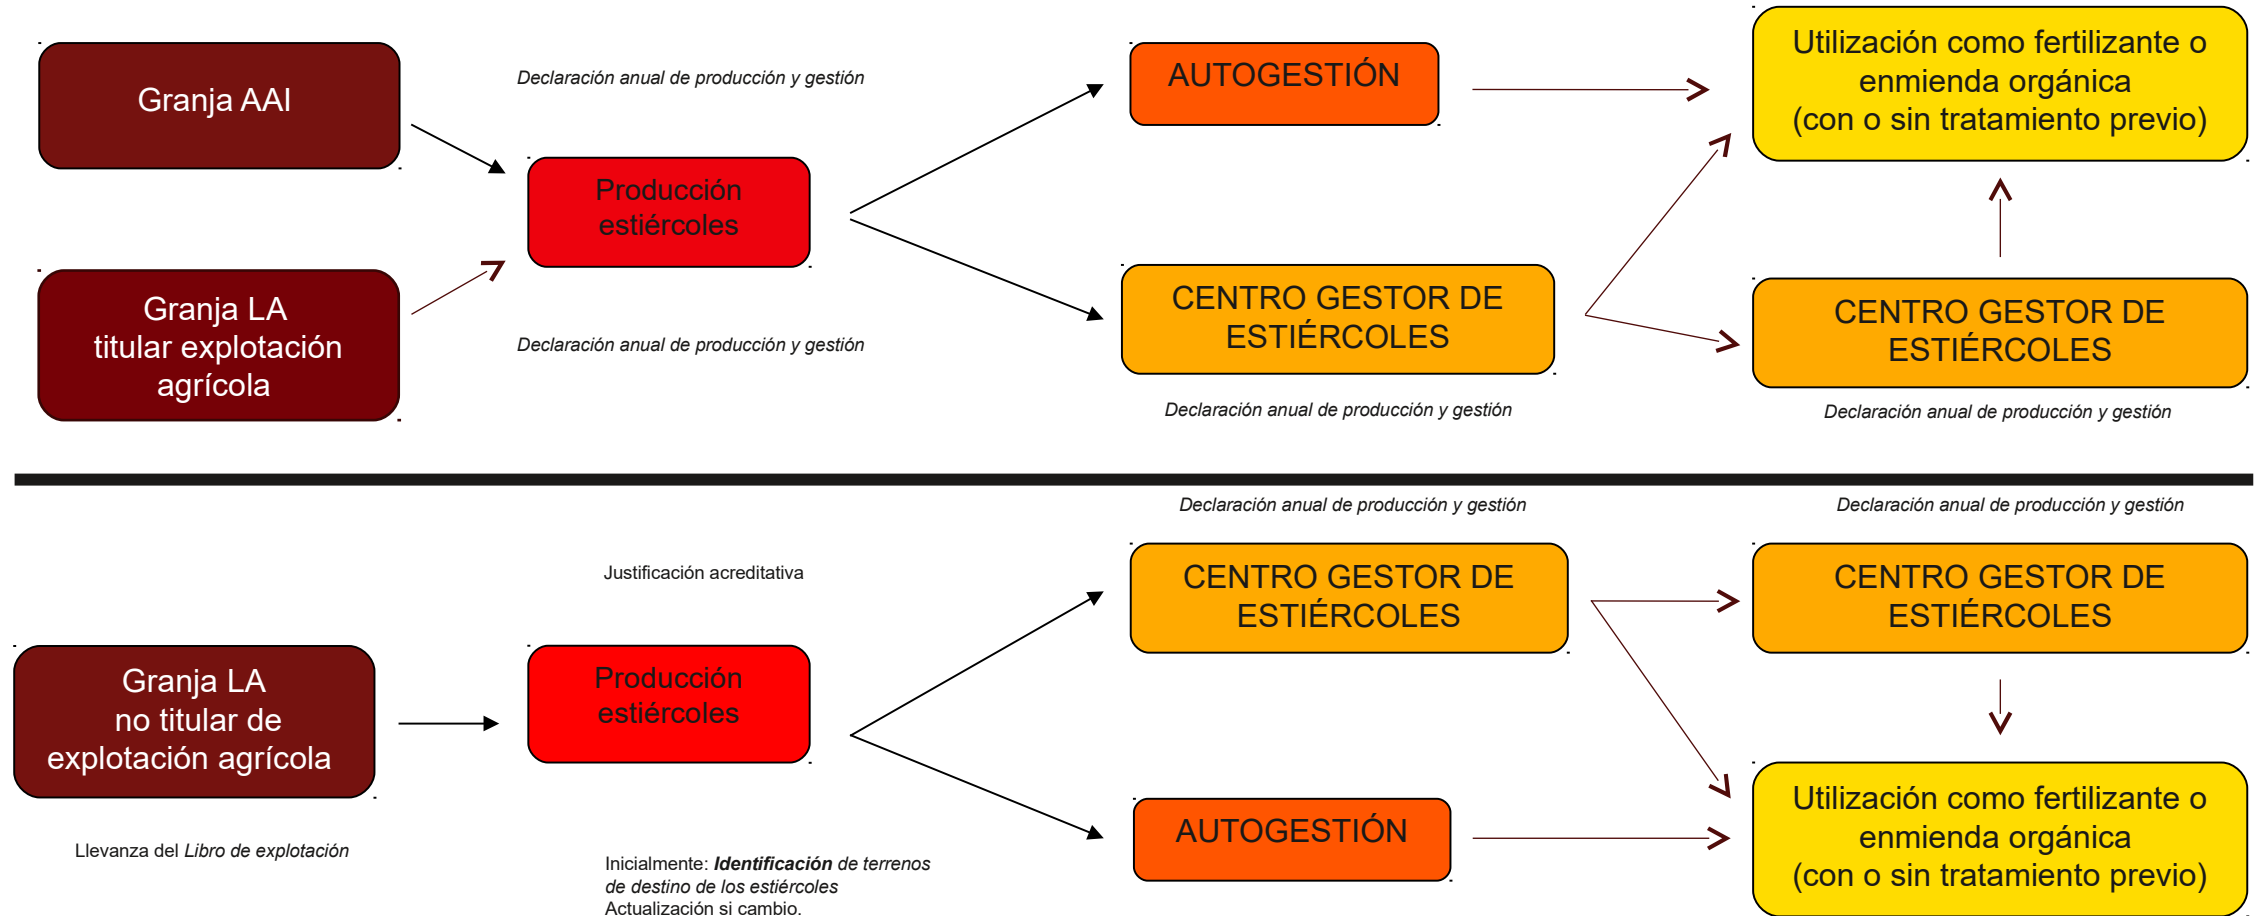 Granja AAI
Declaración anual de producción y gestión
Producción
estiércoles
Granja LA
titular explotación
agrícola
Declaración anual de producción y gestión
AUTOGESTIÓN
CENTRO GESTOR DE
ESTIÉRCOLES
Declaración anual de producción y gestión
Utilización como fertilizante o
enmienda orgánica
(con o sin tratamiento previo)
CENTRO GESTOR DE
ESTIÉRCOLES
Declaración anual de producción y gestión
Declaración anual de producción y gestión
Declaración anual de producción y gestión
Justificación acreditativa
Granja LA
no titular de
explotación agrícola
Llevanza del Libro de explotación
Producción
estiércoles
Inicialmente: Identificación de terrenos
de destino de los estiércoles
Actualización si cambio.
CENTRO GESTOR DE
ESTIÉRCOLES
AUTOGESTIÓN
CENTRO GESTOR DE
ESTIÉRCOLES
Utilización como fertilizante o
enmienda orgánica
(con o sin tratamiento previo)